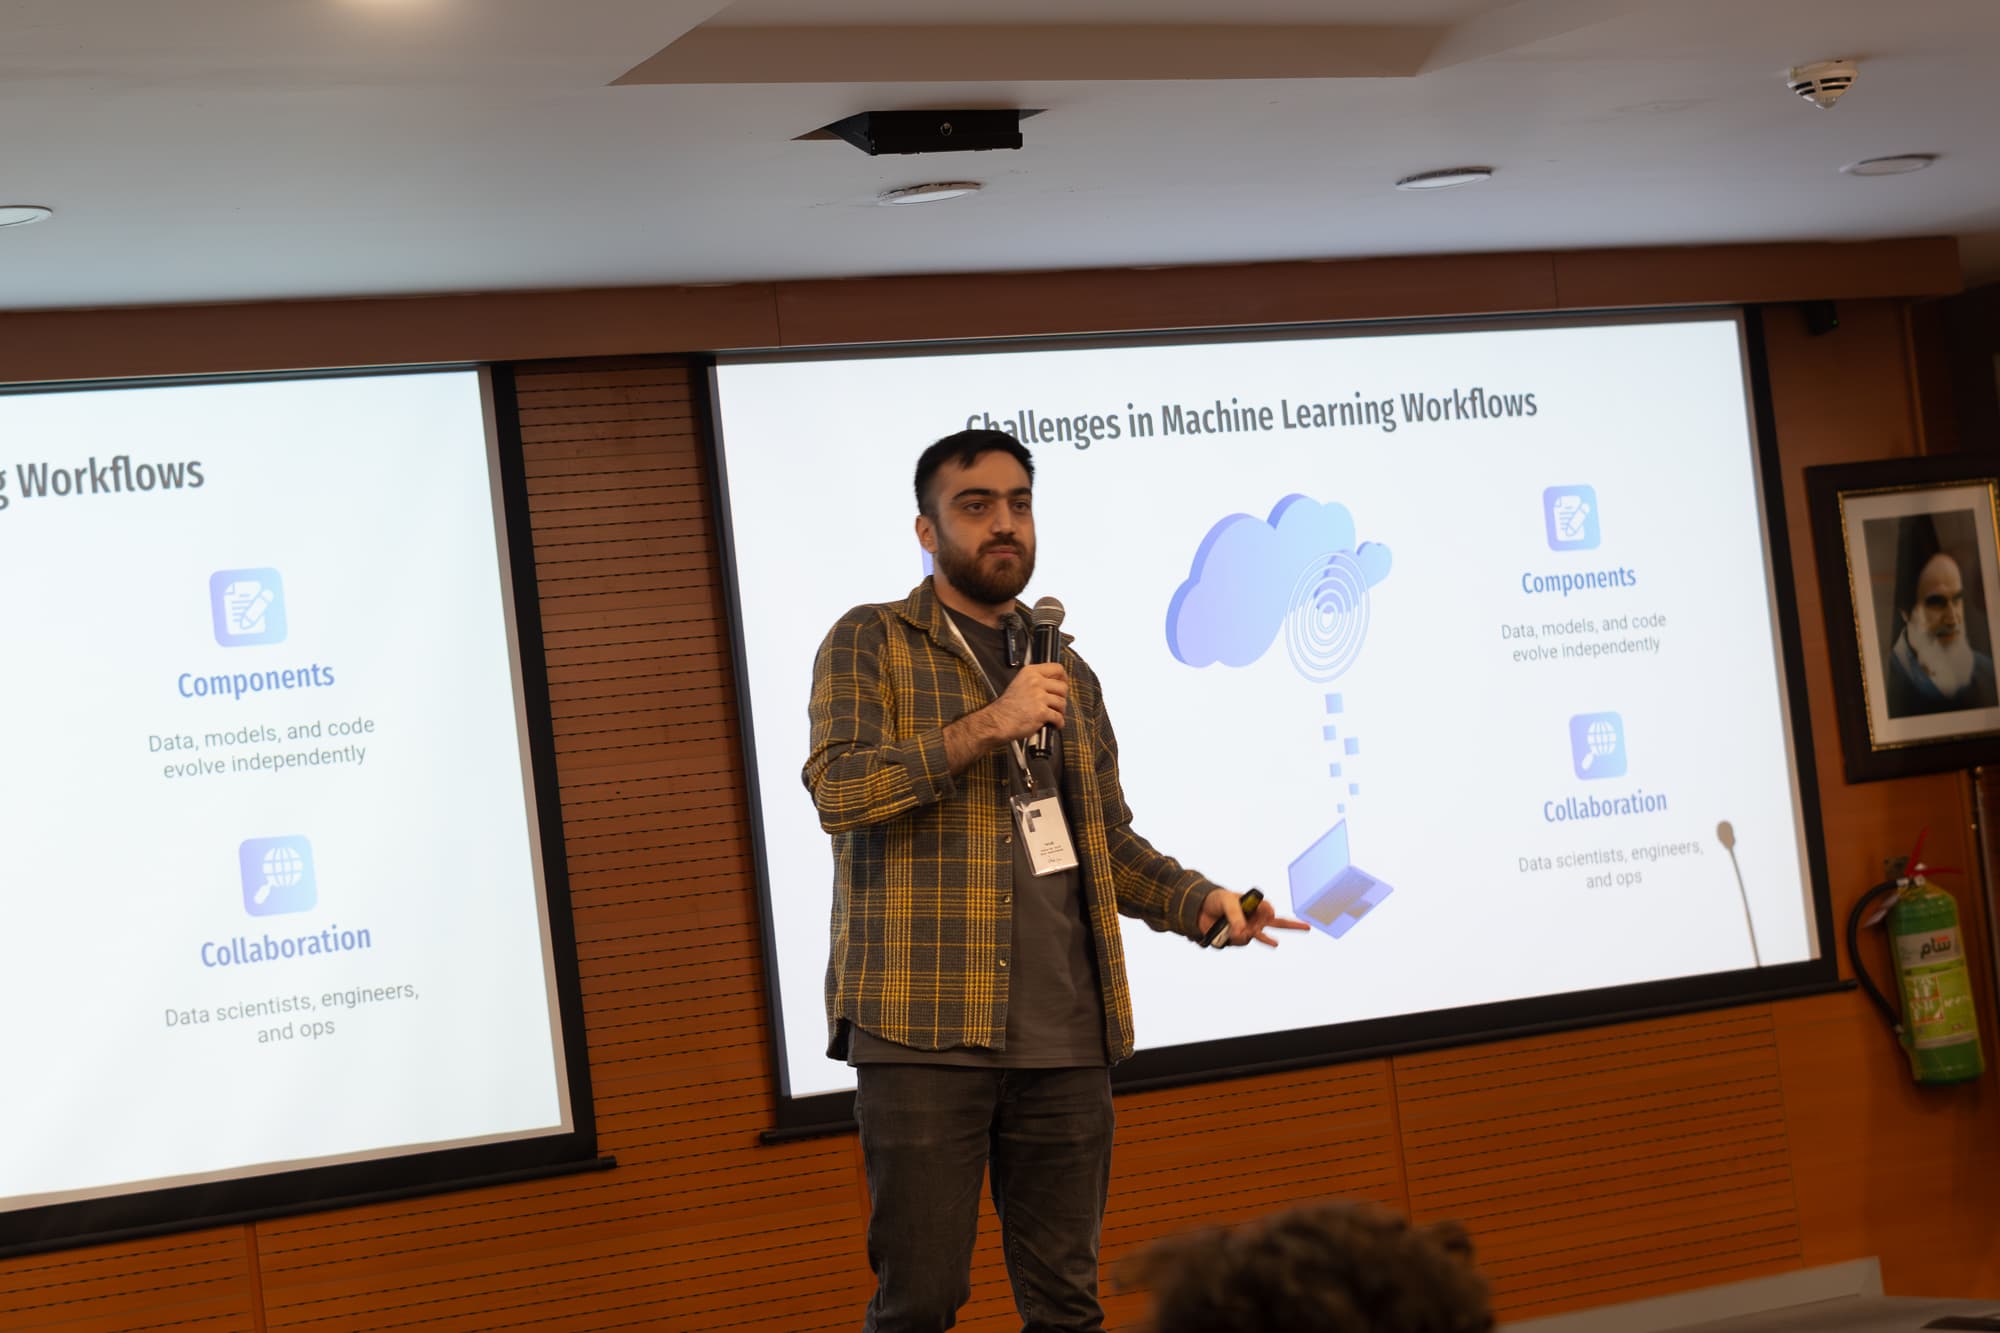 g Workflows
Components
Data, models, and code
evolve independently
Collaboration
Data scientists, engineers,
and ops
Challenges in Machine Learning Workflows
Components
Data, models, and code
evolve independently
Collaboration
Data scientists, engineers,
and ops
سام